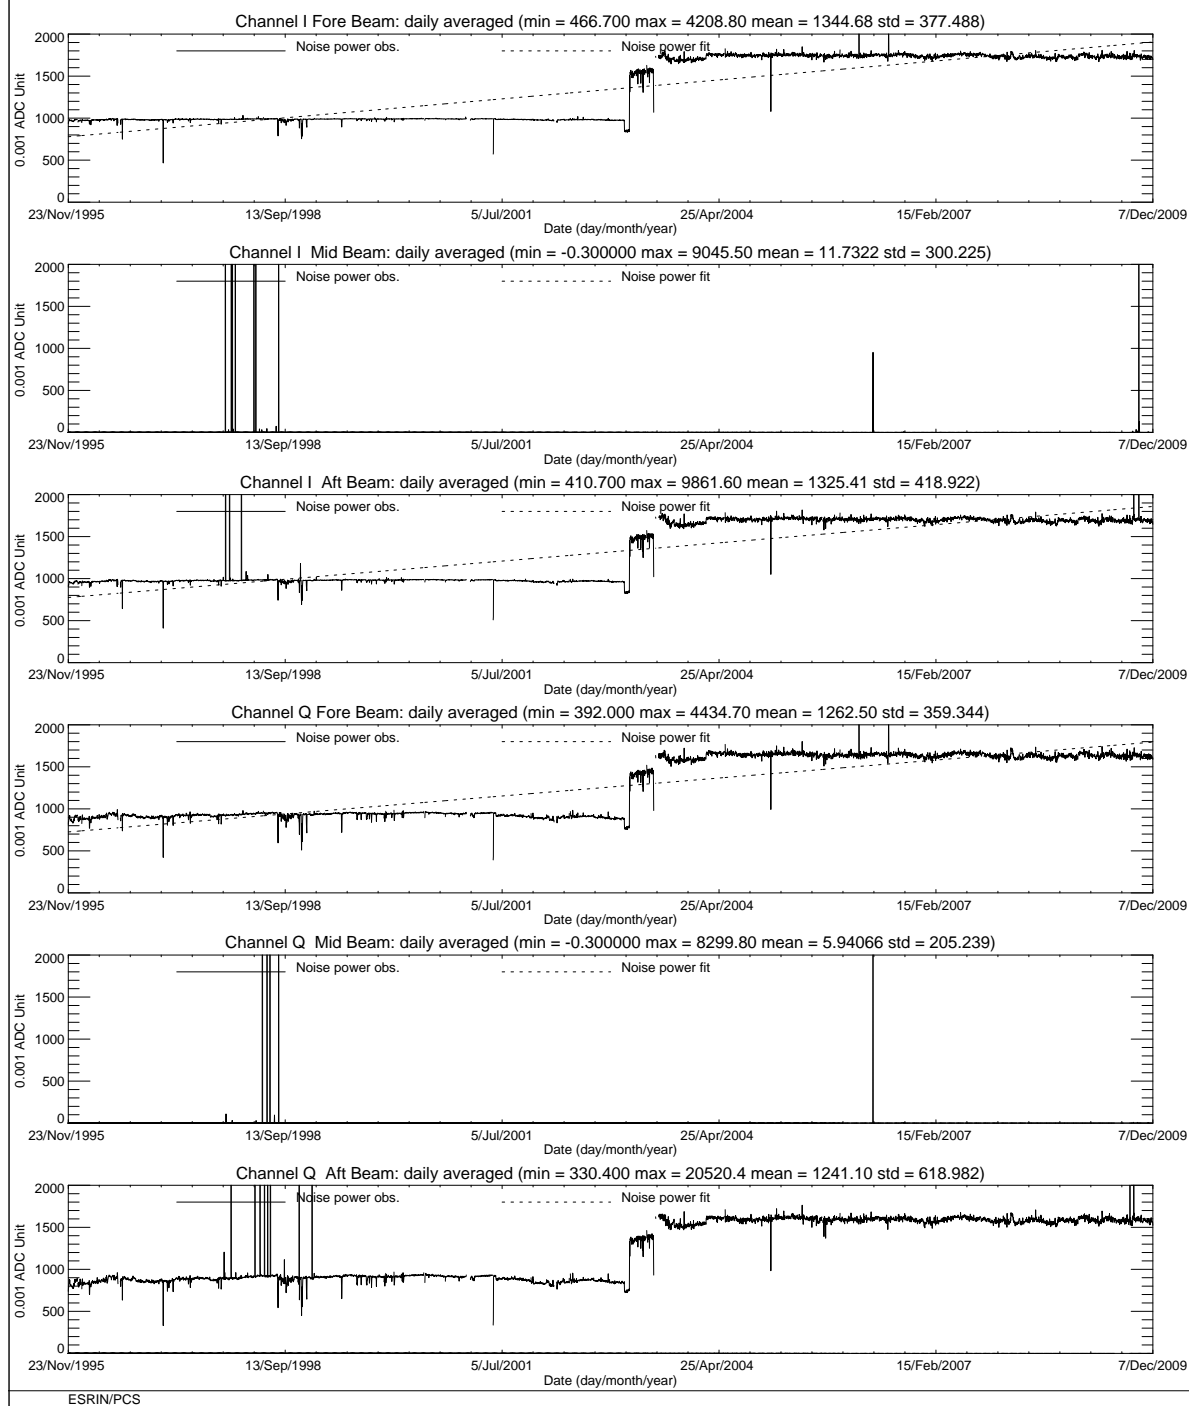 Channel I Fore Beam: daily averaged (min = 466.700 max = 4208.80 mean = 1344.68 std = 377.488)
2000
1500
1000
500
0
0.001 ADC Unit
Noise power obs.
Noise power fit
23/Nov/1995 13/Sep/1998 5/Jul/2001 25/Apr/2004 15/Feb/2007 7/Dec/2009
Date (day/month/year)
Channel I Mid Beam: daily averaged (min = -0.300000 max = 9045.50 mean = 11.7322 std = 300.225)
2000
1500
1000
500
0
0.001 ADC Unit
Noise power obs.
Noise power fit
23/Nov/1995 13/Sep/1998 5/Jul/2001 25/Apr/2004 15/Feb/2007 7/Dec/2009
Date (day/month/year)
Channel I Aft Beam: daily averaged (min = 410.700 max = 9861.60 mean = 1325.41 std = 418.922)
2000
1500
1000
500
0
0.001 ADC Unit
Noise power obs.
Noise power fit
23/Nov/1995 13/Sep/1998 5/Jul/2001 25/Apr/2004 15/Feb/2007 7/Dec/2009
Date (day/month/year)
Channel Q Fore Beam: daily averaged (min = 392.000 max = 4434.70 mean = 1262.50 std = 359.344)
2000
1500
1000
500
0
0.001 ADC Unit
Noise power obs.
Noise power fit
23/Nov/1995 13/Sep/1998 5/Jul/2001 25/Apr/2004 15/Feb/2007 7/Dec/2009
Date (day/month/year)
Channel Q Mid Beam: daily averaged (min = -0.300000 max = 8299.80 mean = 5.94066 std = 205.239)
2000
1500
1000
500
0
0.001 ADC Unit
Noise power obs.
Noise power fit
23/Nov/1995 13/Sep/1998 5/Jul/2001 25/Apr/2004 15/Feb/2007 7/Dec/2009
Date (day/month/year)
Channel Q Aft Beam: daily averaged (min = 330.400 max = 20520.4 mean = 1241.10 std = 618.982)
2000
1500
1000
500
0
0.001 ADC Unit
Noise power obs.
Noise power fit
23/Nov/1995 13/Sep/1998 5/Jul/2001 25/Apr/2004 15/Feb/2007 7/Dec/2009
Date (day/month/year)
ESRIN/PCS